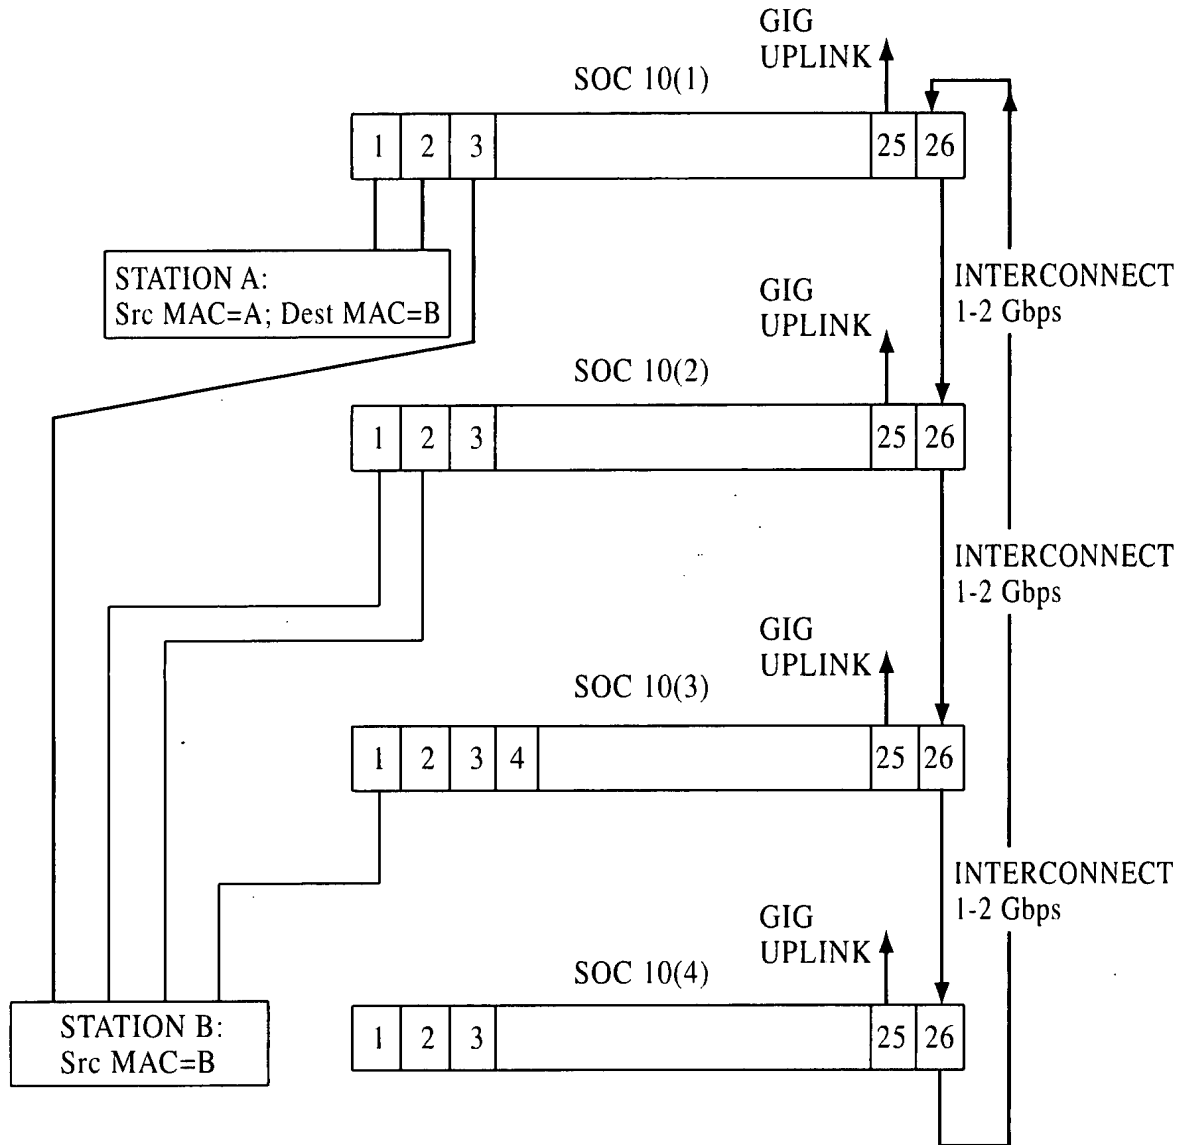 GIG
UPLINK
SOC 10(1)
1 2 3 25 26
STATION A:
Src MAC=A; Dest MAC=B
INTERCONNECT
1-2 Gbps
GIG
UPLINK
SOC 10(2)
1 2 3 25 26
INTERCONNECT
1-2 Gbps
GIG
UPLINK
SOC 10(3)
1 2 3 4 25 26
INTERCONNECT
1-2 Gbps
GIG
UPLINK
SOC 10(4)
1 2 3 25 26
STATION B:
Src MAC=B